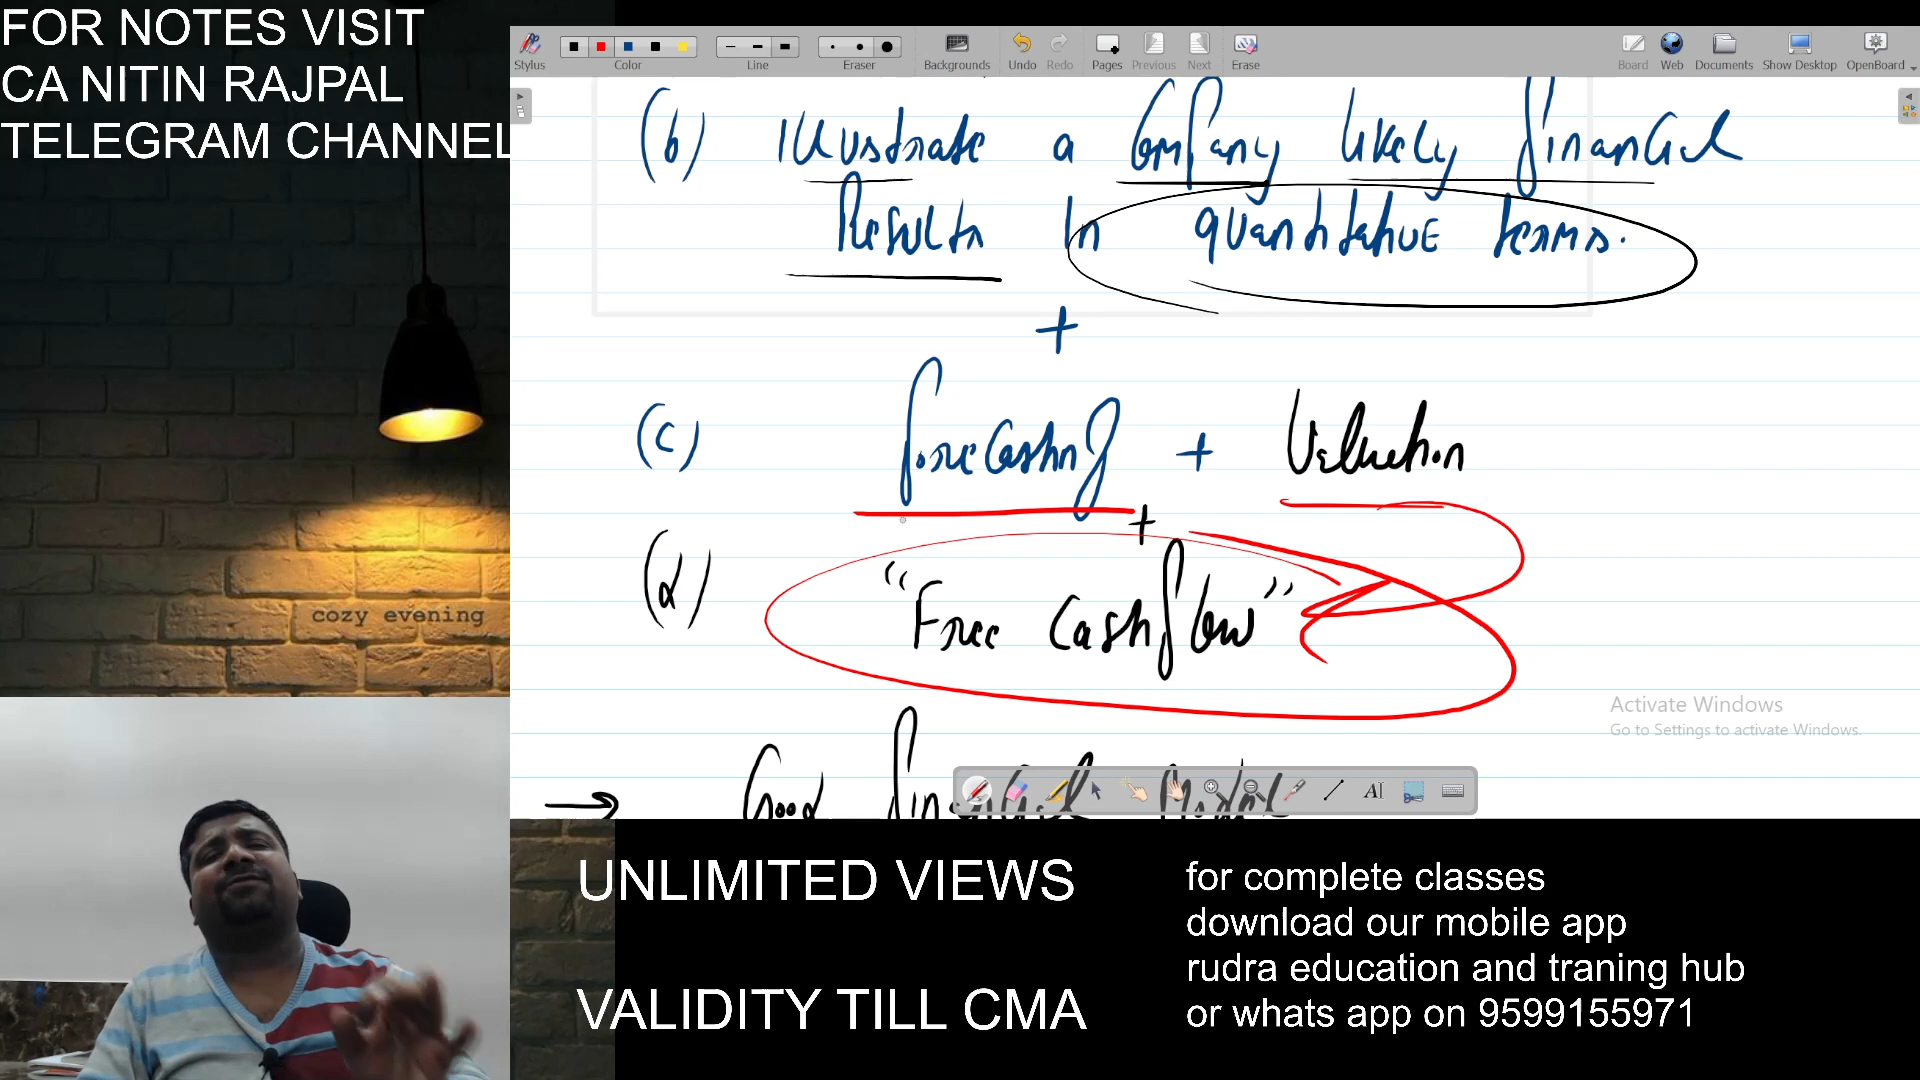 FOR NOTES VISIT
CA NITIN RAJPAL
TELEGRAM CHANNEL
Stylus Color Line Eraser Backgrounds Undo Redo Pages Previous Next Erase Board Web Documents Show Desktop OpenBoard
(b) Illustrate a Company likely financial
Results In quantitative terms.
+
(c) forecasting + Valuation
+
(d) "Free Cashflow"
cozy evening
Activate Windows
Go to Settings to activate Windows.
→ Good financial Model
UNLIMITED VIEWS
VALIDITY TILL CMA
for complete classes
download our mobile app
rudra education and traning hub
or whats app on 9599155971